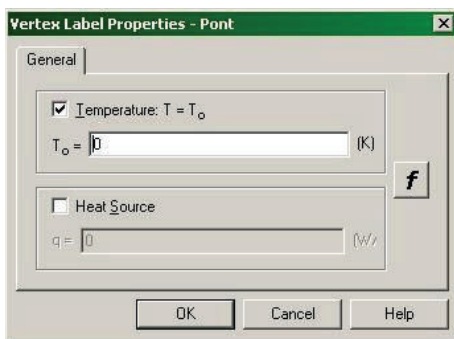 Vertex Label Properties - Pont
General
Temperature: T = To
To = 0 (K)
f
Heat Source
q = 0 (W/
OK Cancel Help